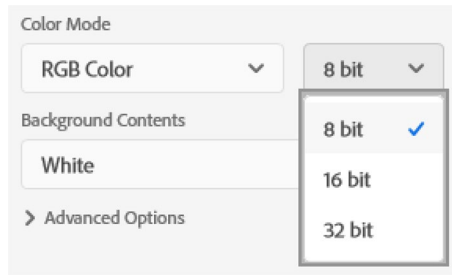 Color Mode
RGB Color 8 bit
Background Contents
8 bit
White
16 bit
Advanced Options
32 bit